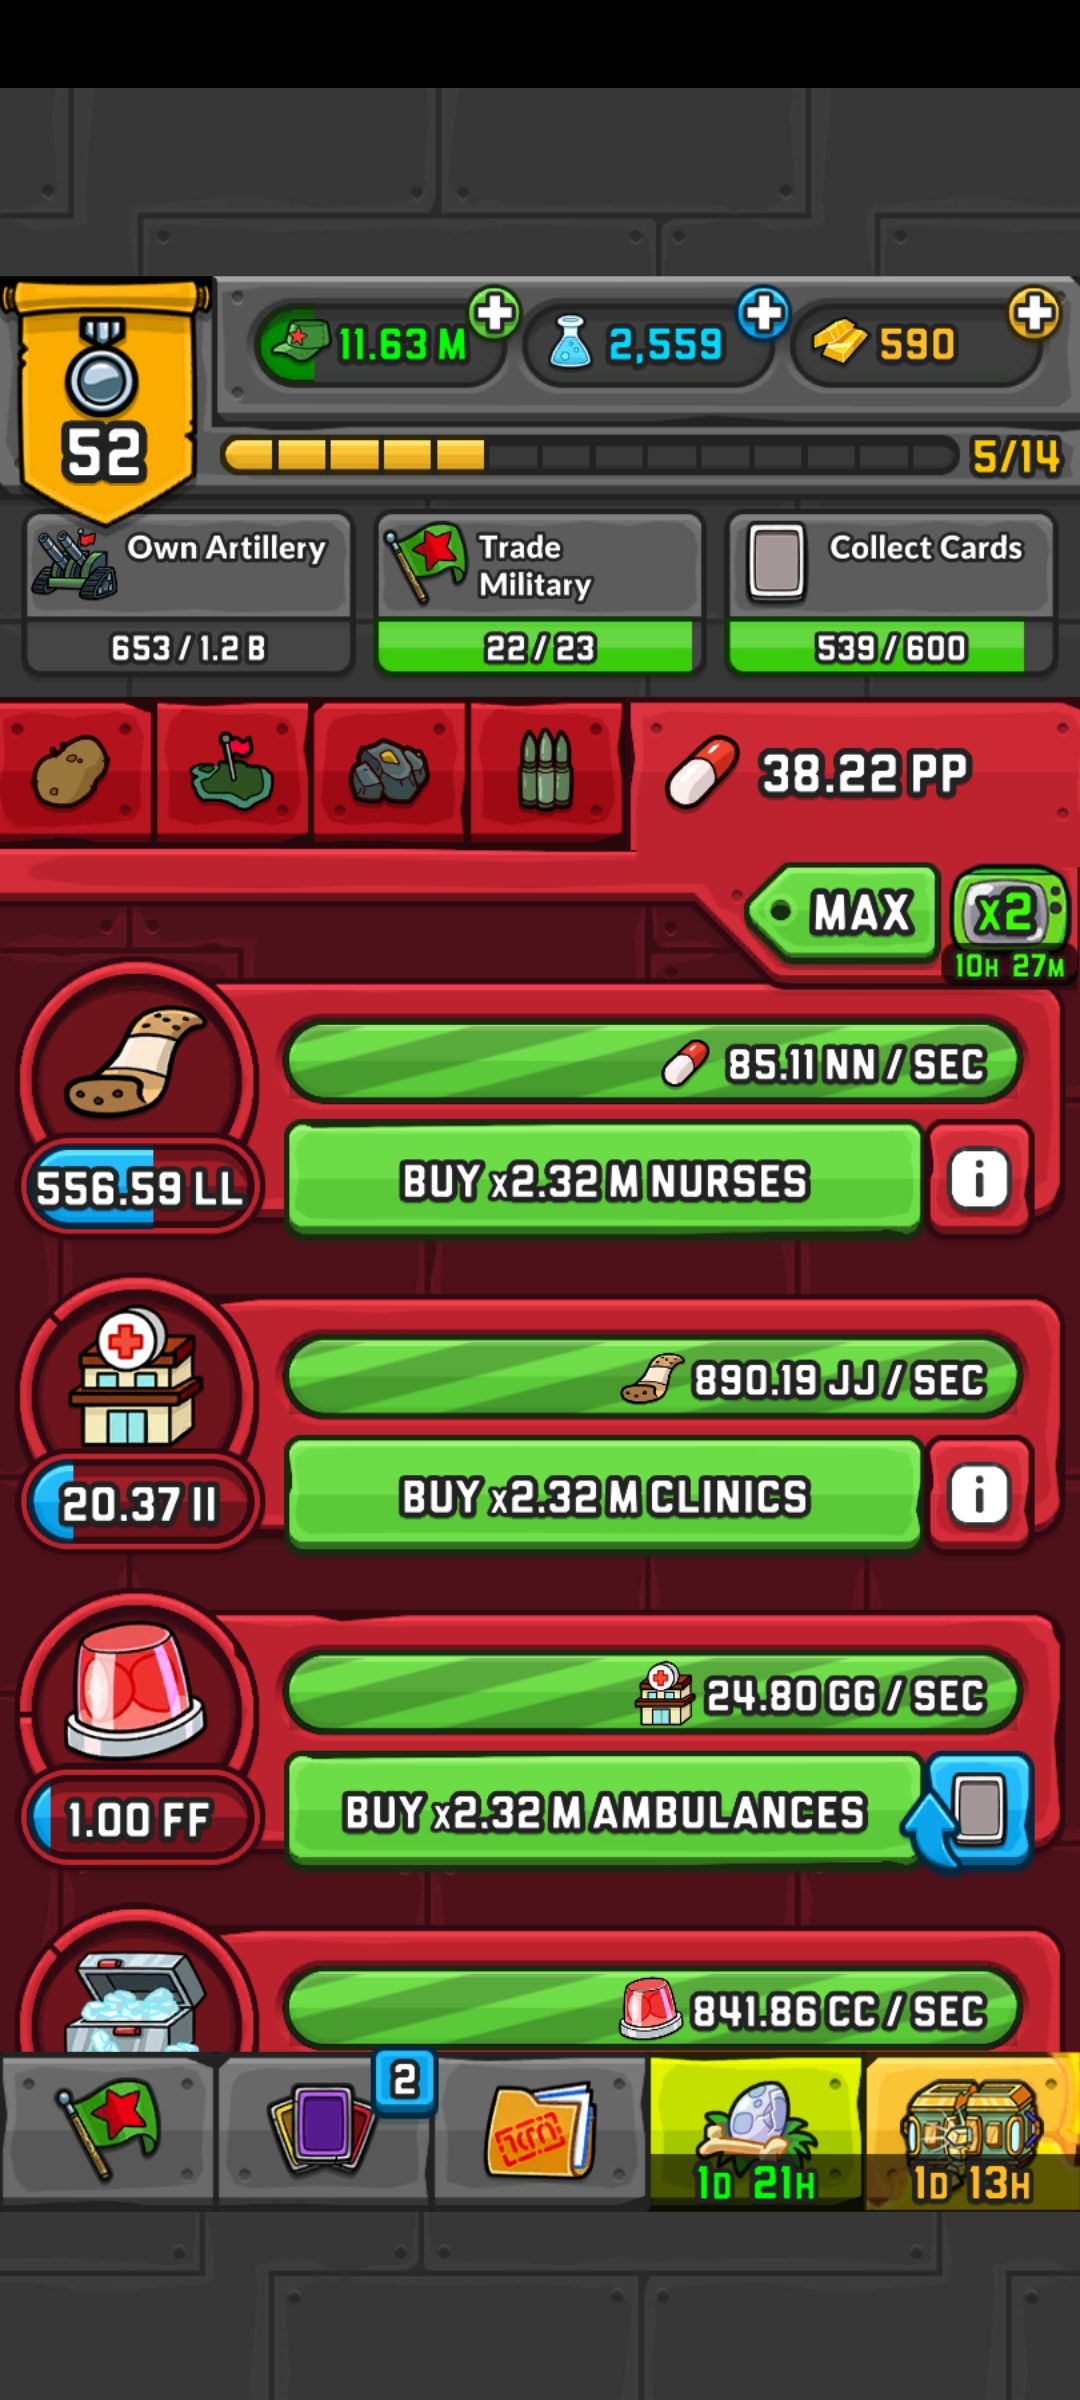 11.63 M
2,559
590
52
5/14
Own Artillery
653 / 1.2 B
Trade
Military
22 / 23
Collect Cards
539 / 600
38.22 PP
MAX
x2
10H 27M
85.11 NN / SEC
556.59 LL
BUY x2.32 M NURSES
i
890.19 JJ / SEC
20.37 II
BUY x2.32 M CLINICS
i
24.80 GG / SEC
1.00 FF
BUY x2.32 M AMBULANCES
841.86 CC / SEC
2
1D 21H
1D 13H